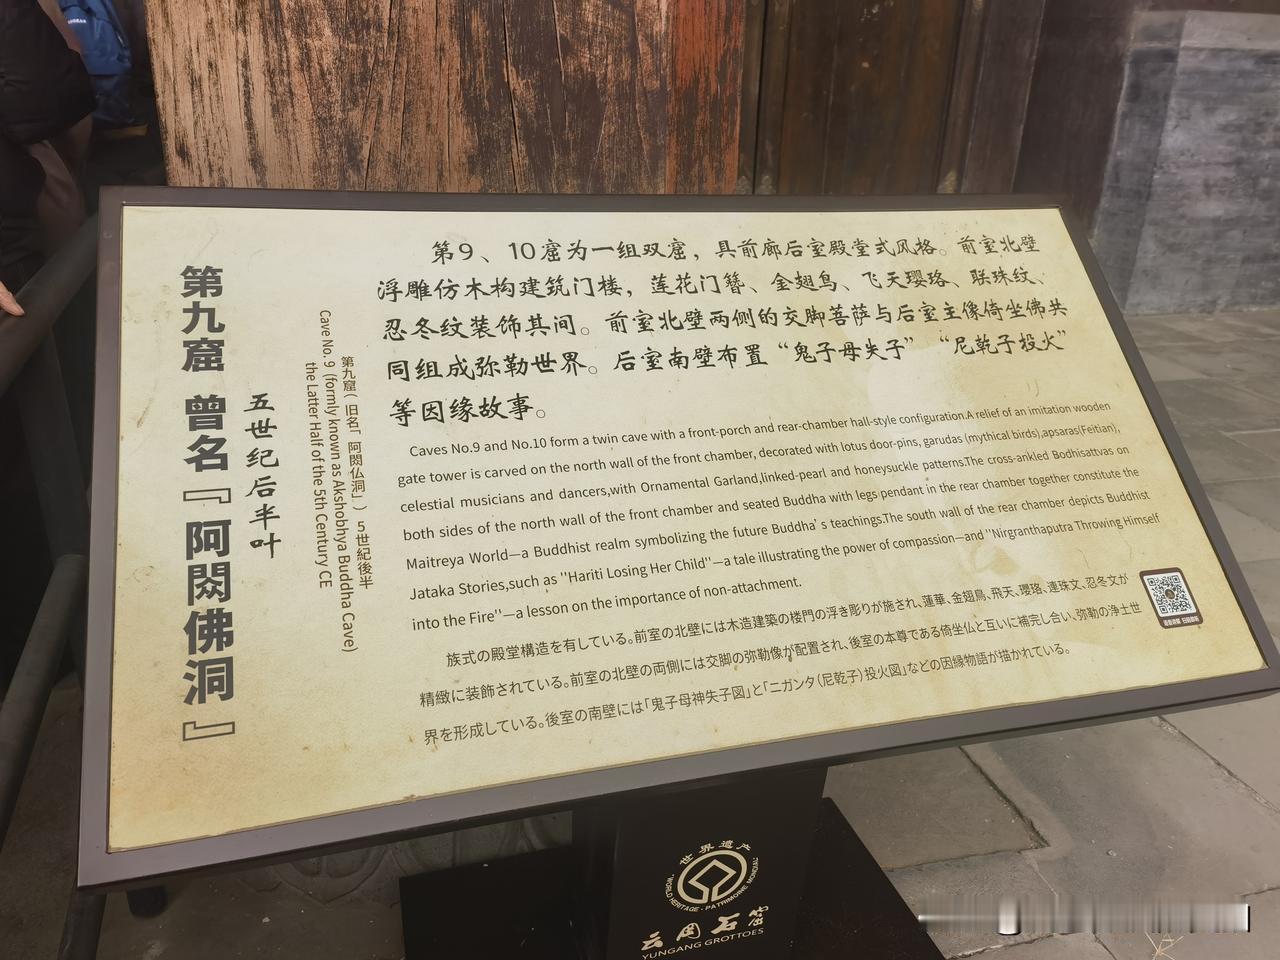 第九窟 曾名『阿閦佛洞』
五世纪后半叶
第九窟(旧名「阿閦仏洞」) 5世紀後半
Cave No. 9 (formly known as Akshobhya Buddha Cave)
the Latter Half of the 5th Century CE
第9、10窟为一组双窟，具前廊后室殿堂式风格。前室北壁
浮雕仿木构建筑门楼，莲花门簪、金翅鸟、飞天璎珞、联珠纹、
忍冬纹装饰其间。前室北壁两侧的交脚菩萨与后室主像倚坐佛共
同组成弥勒世界。后室南壁布置“鬼子母失子”“尼乾子投火”
等因缘故事。
Caves No.9 and No.10 form a twin cave with a front-porch and rear-chamber hall-style configuration.A relief of an imitation wooden
gate tower is carved on the north wall of the front chamber, decorated with lotus door-pins, garudas (mythical birds),apsaras(Feitian),
celestial musicians and dancers,with Ornamental Garland,linked-pearl and honeysuckle patterns.The cross-ankled Bodhisattvas on
both sides of the north wall of the front chamber and seated Buddha with legs pendant in the rear chamber together constitute the
Maitreya World—a Buddhist realm symbolizing the future Buddha's teachings.The south wall of the rear chamber depicts Buddhist
Jataka Stories,such as "Hariti Losing Her Child"—a tale illustrating the power of compassion—and "Nirgranthaputra Throwing Himself
into the Fire"—a lesson on the importance of non-attachment.
族式の殿堂構造を有している。前室の北壁には木造建築の楼門の浮き彫りが施され、蓮華、金翅鳥、飛天、瓔珞、連珠文、忍冬文が
精緻に装飾されている。前室の北壁の両側には交脚の弥勒像が配置され、後室の本尊である倚坐仏と互いに補完し合い、弥勒の浄土世
界を形成している。後室の南壁には「鬼子母神失子図」と「ニガンタ(尼乾子)投火図」などの因縁物語が描かれている。
世界遗产
WORLD HERITAGE · PATRIMOINE MONDIAL
云冈石窟
YUNGANG GROTTOES